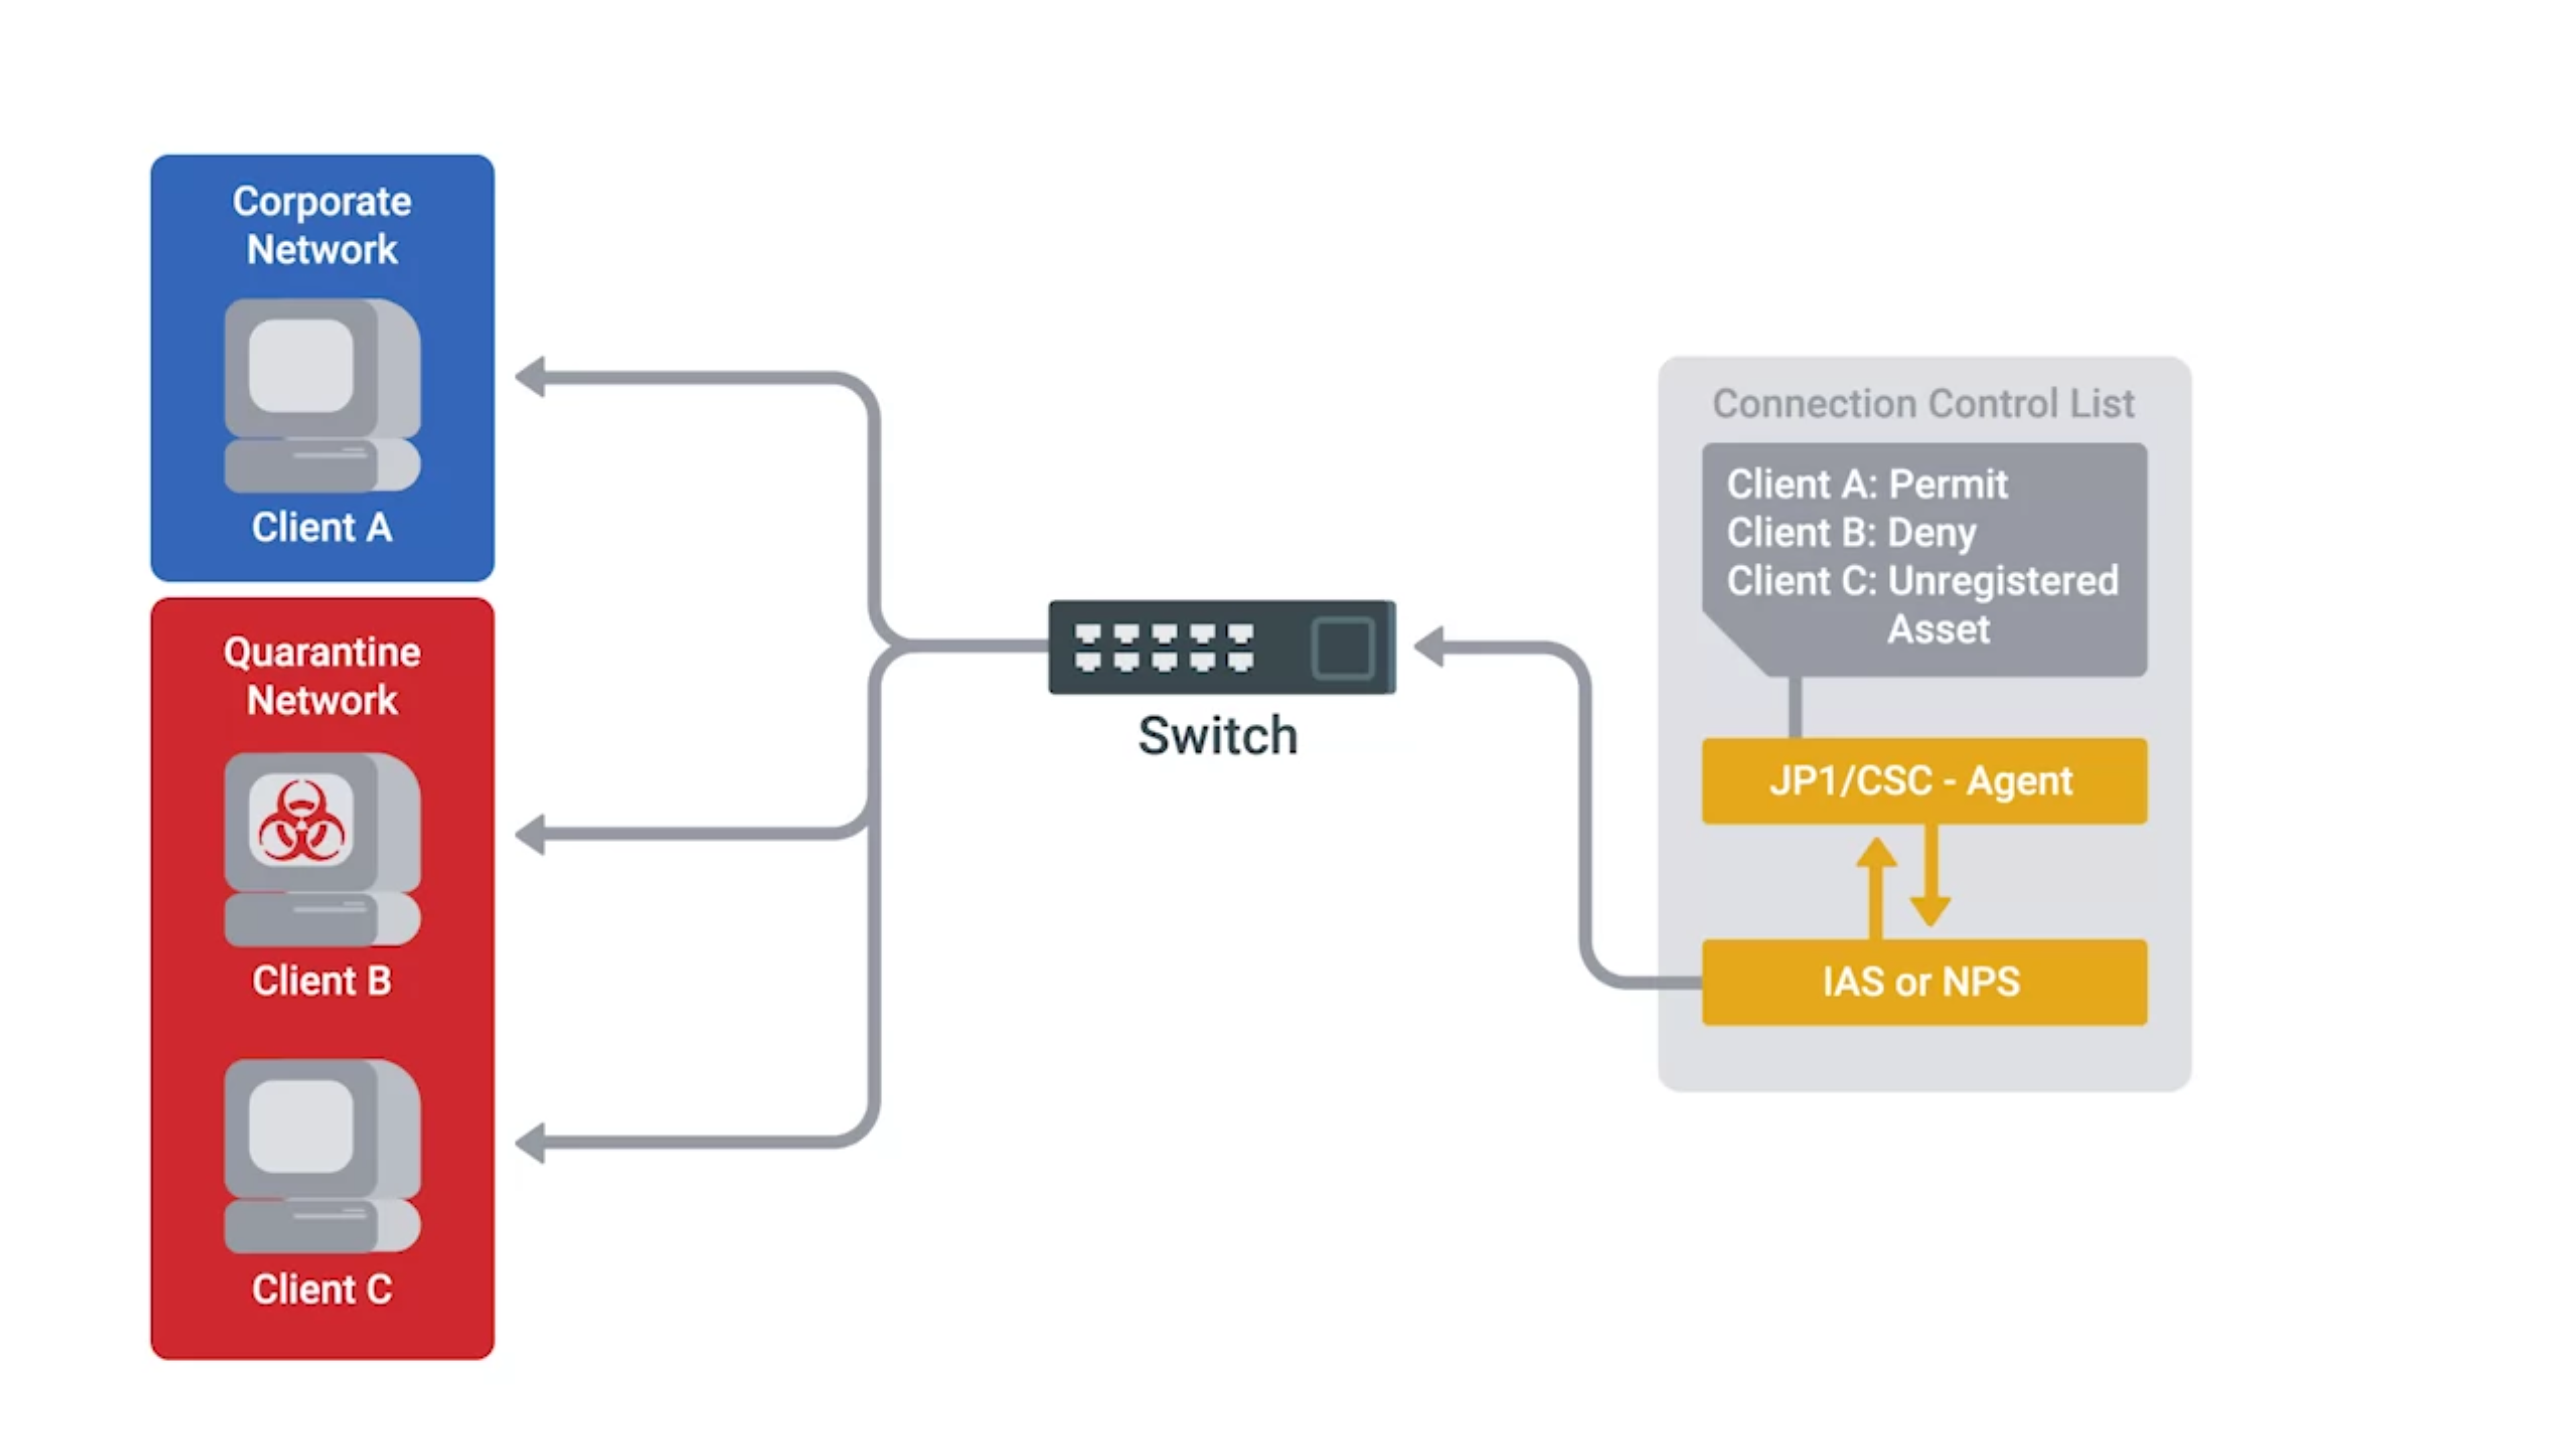 Corporate
Network
Client A
Quarantine
Network
Client B
Client C
Switch
Connection Control List
Client A: Permit
Client B: Deny
Client C: Unregistered
Asset
JP1/CSC - Agent
IAS or NPS